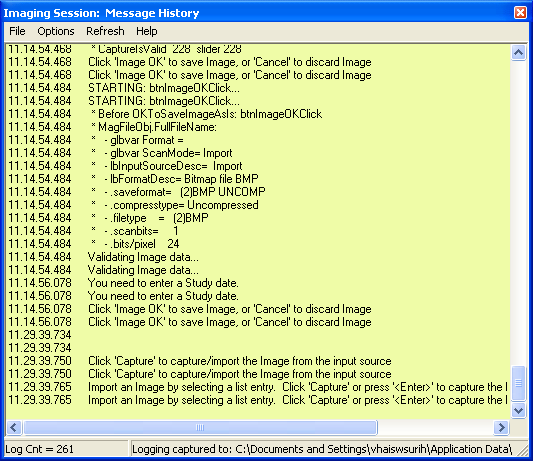 Imaging Session: Message History
File Options Refresh Help
11.14.54.468 * CaptureIsValid 228 slider 228
11.14.54.468 Click 'Image OK' to save Image, or 'Cancel' to discard Image
11.14.54.468 Click 'Image OK' to save Image, or 'Cancel' to discard Image
11.14.54.484 STARTING: btnImageOKClick...
11.14.54.484 STARTING: btnImageOKClick...
11.14.54.484 * Before OKToSaveImageAsIs: btnImageOKClick
11.14.54.484 * MagFileObj.FullFileName:
11.14.54.484 * - glbvar Format =
11.14.54.484 * - glbvar ScanMode= Import
11.14.54.484 * - lbInputSourceDesc= Import
11.14.54.484 * - lbFormatDesc= Bitmap file BMP
11.14.54.484 * - .saveformat= (2)BMP UNCOMP
11.14.54.484 * - .compresstype= Uncompressed
11.14.54.484 * - .filetype = (2)BMP
11.14.54.484 * - .scanbits= 1
11.14.54.484 * - .bits/pixel 24
11.14.54.484 Validating Image data...
11.14.54.484 Validating Image data...
11.14.56.078 You need to enter a Study date.
11.14.56.078 You need to enter a Study date.
11.14.56.078 Click 'Image OK' to save Image, or 'Cancel' to discard Image
11.14.56.078 Click 'Image OK' to save Image, or 'Cancel' to discard Image
11.29.39.734
11.29.39.734
11.29.39.750 Click 'Capture' to capture/import the Image from the input source
11.29.39.750 Click 'Capture' to capture/import the Image from the input source
11.29.39.765 Import an Image by selecting a list entry. Click 'Capture' or press '<Enter>' to capture the I
11.29.39.765 Import an Image by selecting a list entry. Click 'Capture' or press '<Enter>' to capture the I
Log Cnt = 261 Logging captured to: C:\Documents and Settings\vhaiswsurih\Application Data\